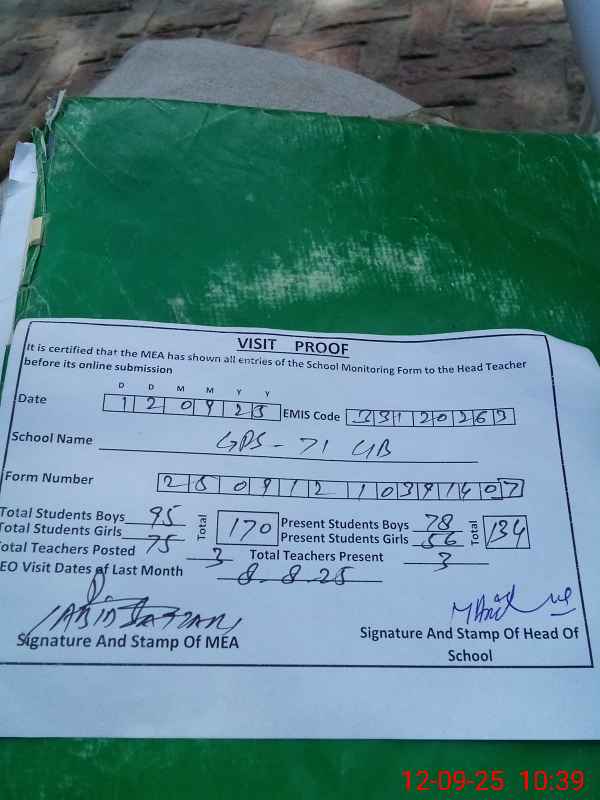 VISIT PROOF
It is certified that the MEA has shown all entries of the School Monitoring Form to the Head Teacher
before its online submission
D D M M Y Y
Date 1 2 0 9 2 5 EMIS Code 3 3 1 2 0 2 6 3
School Name GPS - 71 GB
Form Number 2 5 0 9 1 2 1 0 3 9 1 4 0 7
Total Students Boys 95 Total 170 Present Students Boys 78 Total 134
Total Students Girls 75 Present Students Girls 56
Total Teachers Posted 3 Total Teachers Present 3
EO Visit Dates of Last Month 8-8-25
Signature And Stamp Of MEA
Signature And Stamp Of Head Of
School
12-09-25 10:39